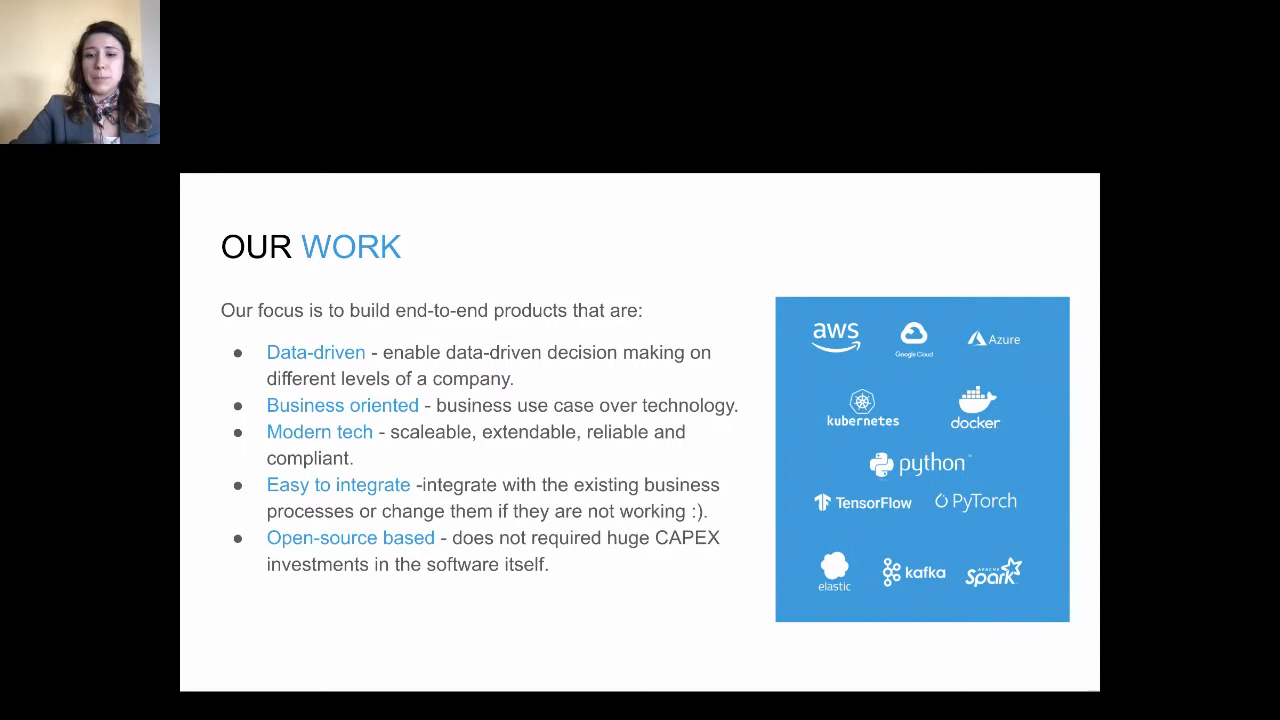 OUR WORK
Our focus is to build end-to-end products that are:
● Data-driven - enable data-driven decision making on
different levels of a company.
● Business oriented - business use case over technology.
● Modern tech - scaleable, extendable, reliable and
compliant.
● Easy to integrate -integrate with the existing business
processes or change them if they are not working :).
● Open-source based - does not required huge CAPEX
investments in the software itself.
aws
Google Cloud
Azure
kubernetes
docker
python™
TensorFlow
PyTorch
elastic
kafka
APACHE
Spark